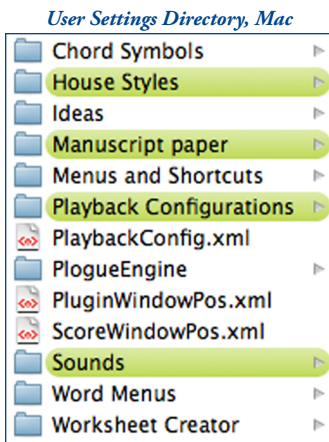 User Settings Directory, Mac
Chord Symbols
House Styles
Ideas
Manuscript paper
Menus and Shortcuts
Playback Configurations
PlaybackConfig.xml
PlogueEngine
PluginWindowPos.xml
ScoreWindowPos.xml
Sounds
Word Menus
Worksheet Creator